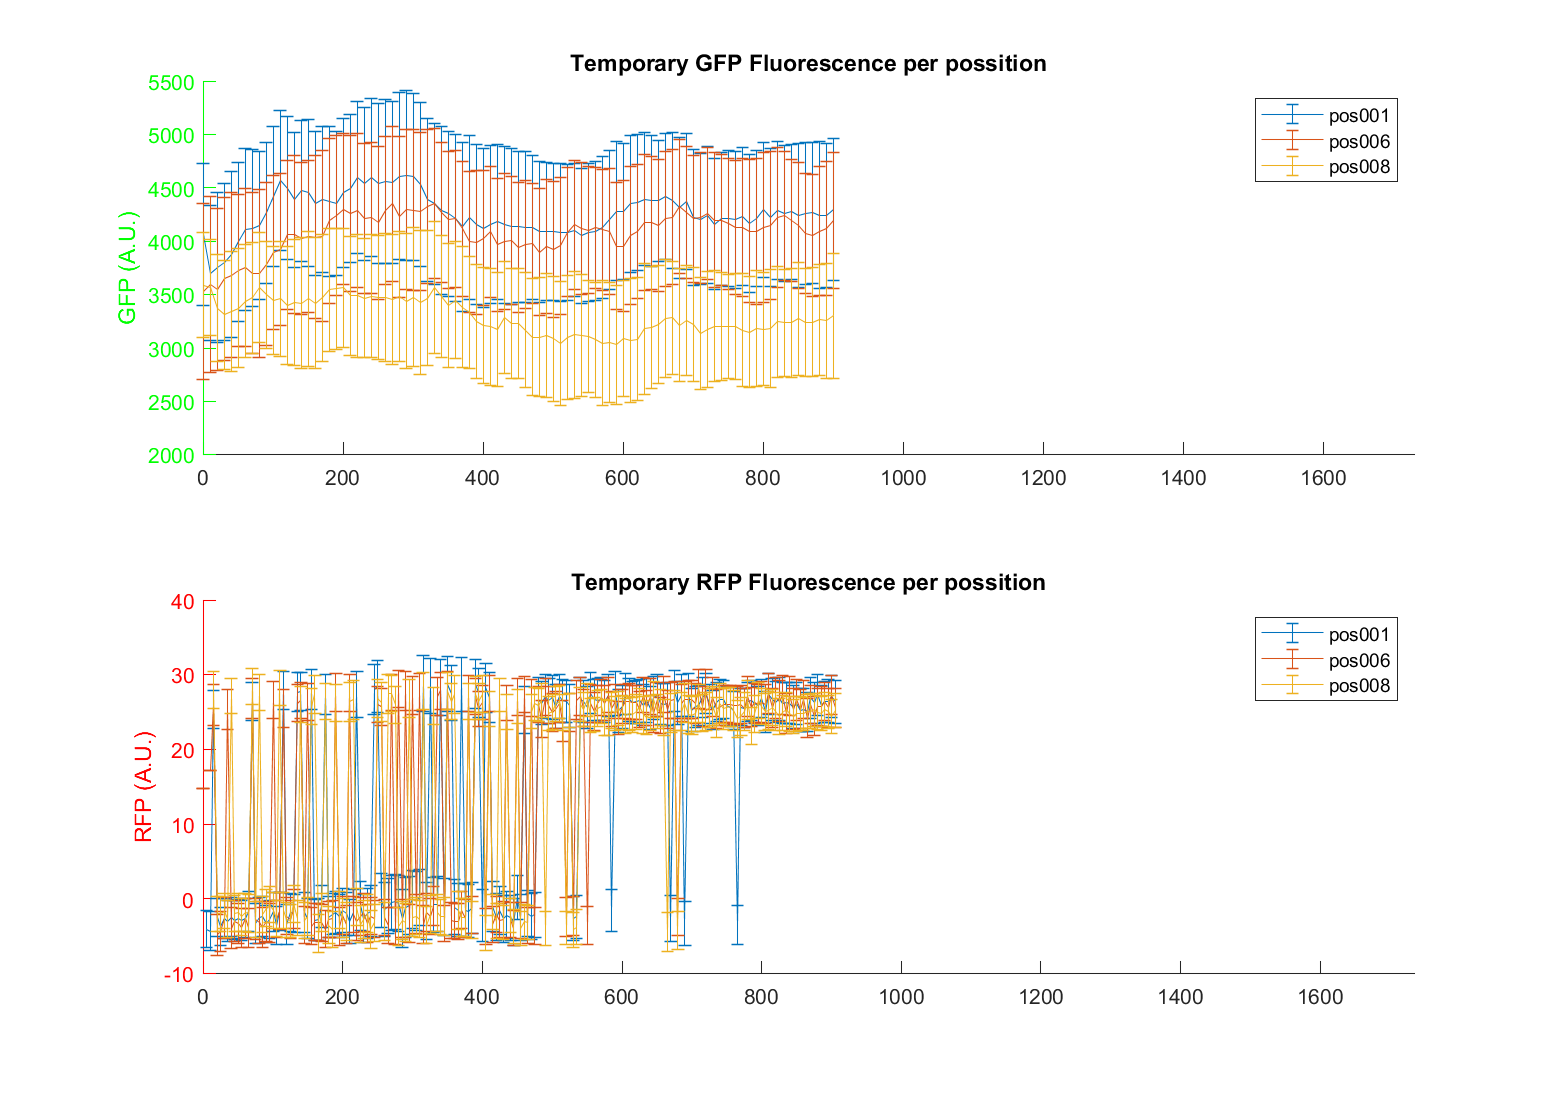 Temporary GFP Fluorescence per possition
GFP (A.U.)
5500
5000
4500
4000
3500
3000
2500
2000
0 200 400 600 800 1000 1200 1400 1600
pos001
pos006
pos008
Temporary RFP Fluorescence per possition
RFP (A.U.)
40
30
20
10
0
-10
0 200 400 600 800 1000 1200 1400 1600
pos001
pos006
pos008